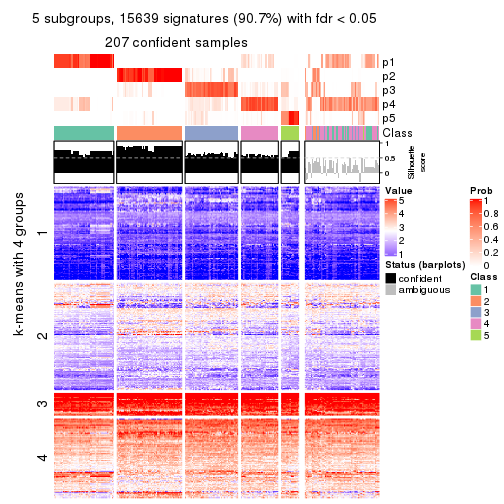 5 subgroups, 15639 signatures (90.7%) with fdr < 0.05
207 confident samples
p1
p2
p3
p4
p5
Class
1
0.5
0
Silhouette
score
k-means with 4 groups
1
2
3
4
Value
5
4
3
2
1
Status (barplots)
confident
ambiguous
Prob
1
0.8
0.6
0.4
0.2
0
Class
1
2
3
4
5